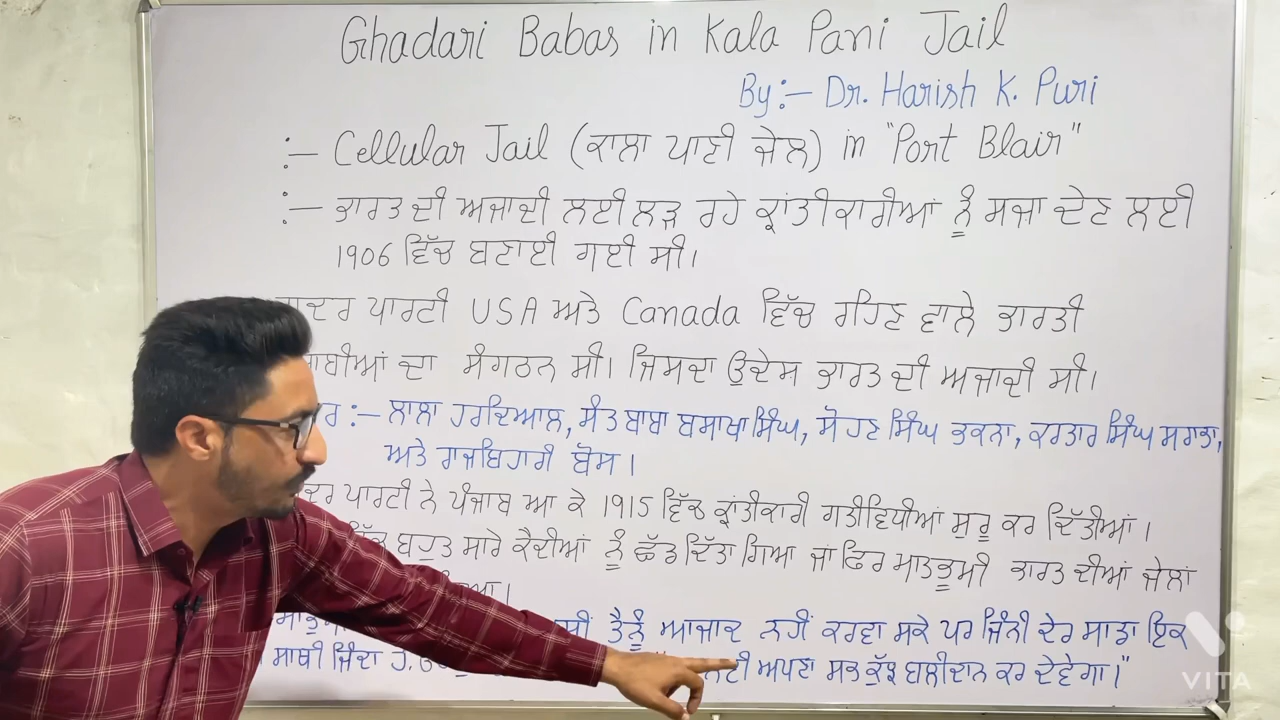 Ghadari Babas in Kala Pani Jail
By:- Dr. Harish K. Puri
:- Cellular Jail (ਕਾਲਾ ਪਾਣੀ ਜੇਲ) in "Port Blair"
:- ਭਾਰਤ ਦੀ ਅਜਾਦੀ ਲਈ ਲੜ ਰਹੇ ਕ੍ਰਾਂਤੀਕਾਰੀਆਂ ਨੂੰ ਸਜਾ ਦੇਣ ਲਈ
1906 ਵਿੱਚ ਬਣਾਈ ਗਈ ਸੀ।
ਪਾਰਟੀ USA ਅਤੇ Canada ਵਿੱਚ ਰਹਿਣ ਵਾਲੇ ਭਾਰਤੀ
ਦਾ ਸੰਗਠਨ ਸੀ। ਜਿਸਦਾ ਉਦੇਸ ਭਾਰਤ ਦੀ ਅਜਾਦੀ ਸੀ।
:- ਲਾਲਾ ਹਰਦਿਆਲ, ਸੰਤ ਬਾਬਾ ਬਸਾਖਾ ਸਿੰਘ, ਸੋਹਣ ਸਿੰਘ ਭਕਨਾ, ਕਰਤਾਰ ਸਿੰਘ ਸਰਾਭਾ,
ਅਤੇ ਰਾਜਬਿਹਾਰੀ ਬੋਸ।
ਪਾਰਟੀ ਨੇ ਪੰਜਾਬ ਆ ਕੇ 1915 ਵਿੱਚ ਕ੍ਰਾਂਤੀਕਾਰੀ ਗਤੀਵਿਧੀਆਂ ਸ਼ੁਰੂ ਕਰ ਦਿੱਤੀਆਂ।
ਬਹੁਤ ਸਾਰੇ ਕੈਦੀਆਂ ਨੂੰ ਛੱਡ ਦਿੱਤਾ ਗਿਆ ਜਾਂ ਫਿਰ ਮਾਤਭੂਮੀ ਭਾਰਤ ਦੀਆਂ ਜੇਲਾਂ
ਤੈਨੂੰ ਆਜਾਦ ਨਹੀਂ ਕਰਵਾ ਸਕੇ ਪਰ ਜਿੰਨੀ ਦੇਰ ਸਾਡਾ ਇਕ
ਸਾਥੀ ਜਿੰਦਾ ਹੈ, ਅਪਣਾ ਸਭ ਕੁੱਝ ਬਲੀਦਾਨ ਕਰ ਦੇਵੇਗਾ।"
VITA